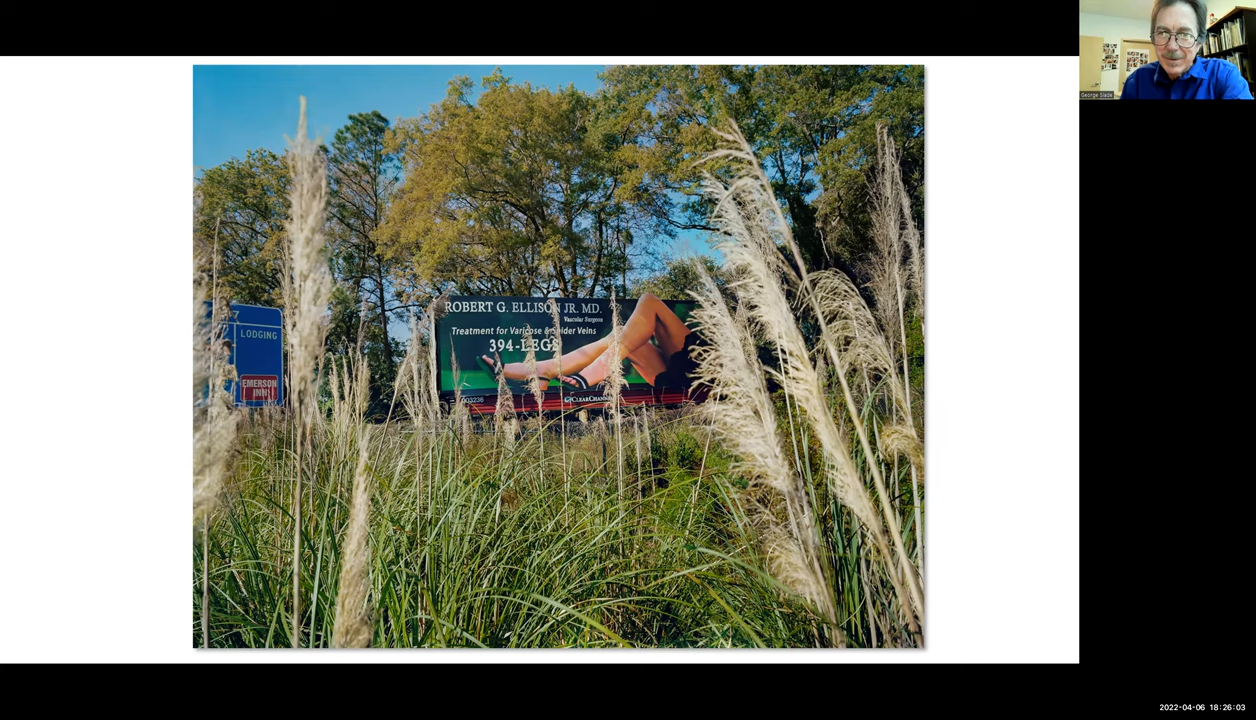 George Slade
LODGING
EMERSON
INN
ROBERT G. ELLISON JR. MD.
Vascular Surgeon
Treatment for Varicose & Spider Veins
394-LEGS
003236
CLEARCHANNEL
2022-04-06 18:26:03